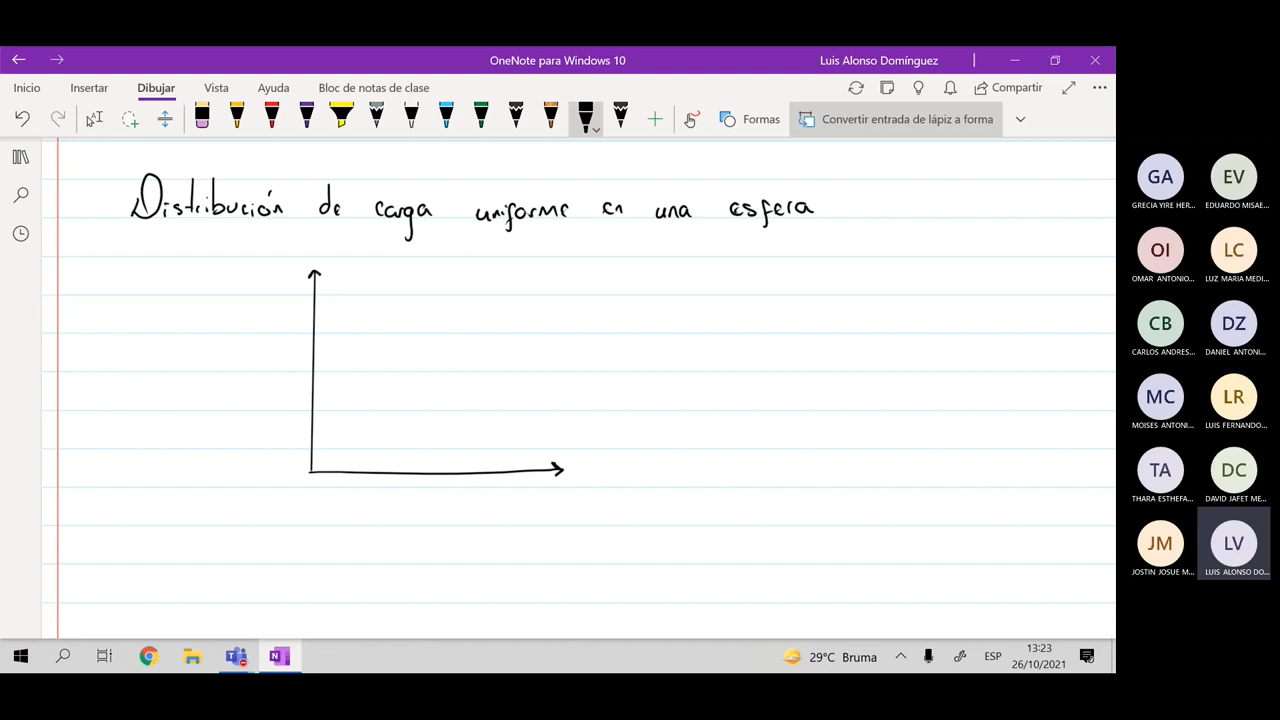 OneNote para Windows 10
Luis Alonso Domínguez
Inicio Insertar Dibujar Vista Ayuda Bloc de notas de clase
Compartir
Formas
Convertir entrada de lápiz a forma
Distribución de carga uniforme en una esfera
GA
GRECIA YIRE HER...
EV
EDUARDO MISAE...
OI
OMAR ANTONIO...
LC
LUZ MARIA MEDI...
CB
CARLOS ANDRES...
DZ
DANIEL ANTONI...
MC
MOISES ANTONI...
LR
LUIS FERNANDO...
TA
THARA ESTHEFA...
DC
DAVID JAFET ME...
JM
JOSTIN JOSUE M...
LV
LUIS ALONSO DO...
29°C Bruma
ESP
13:23
26/10/2021